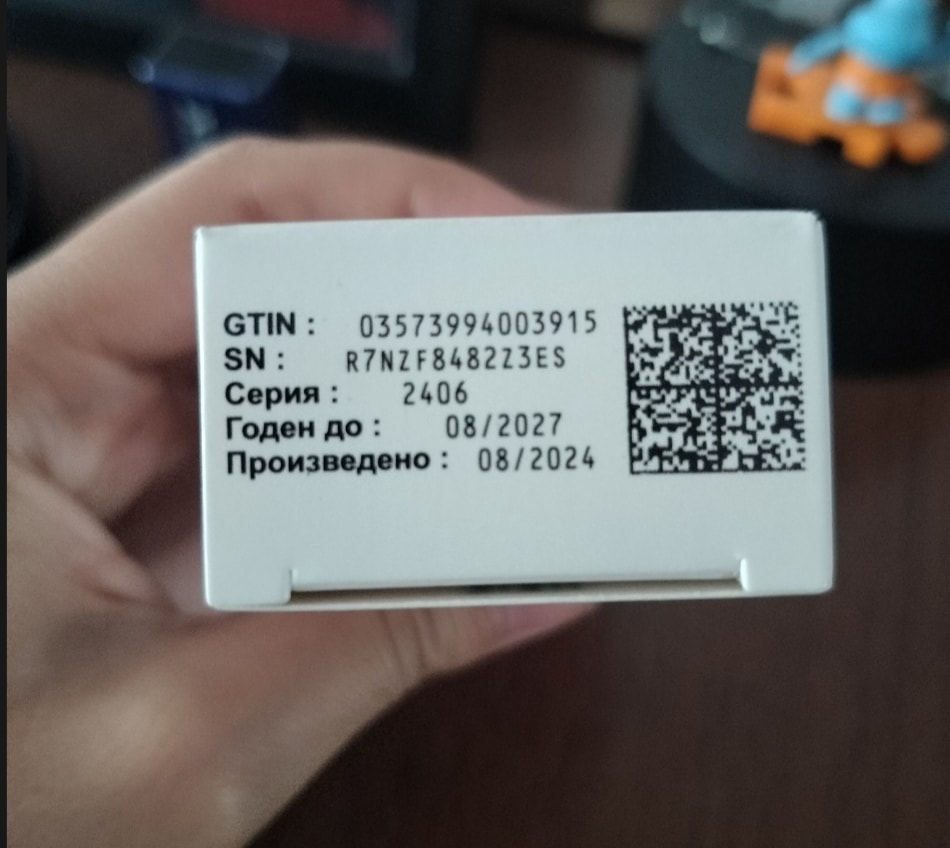 GTIN : 03573994003915
SN : R7NZF8482Z3ES
Серия : 2406
Годен до : 08/2027
Произведено : 08/2024